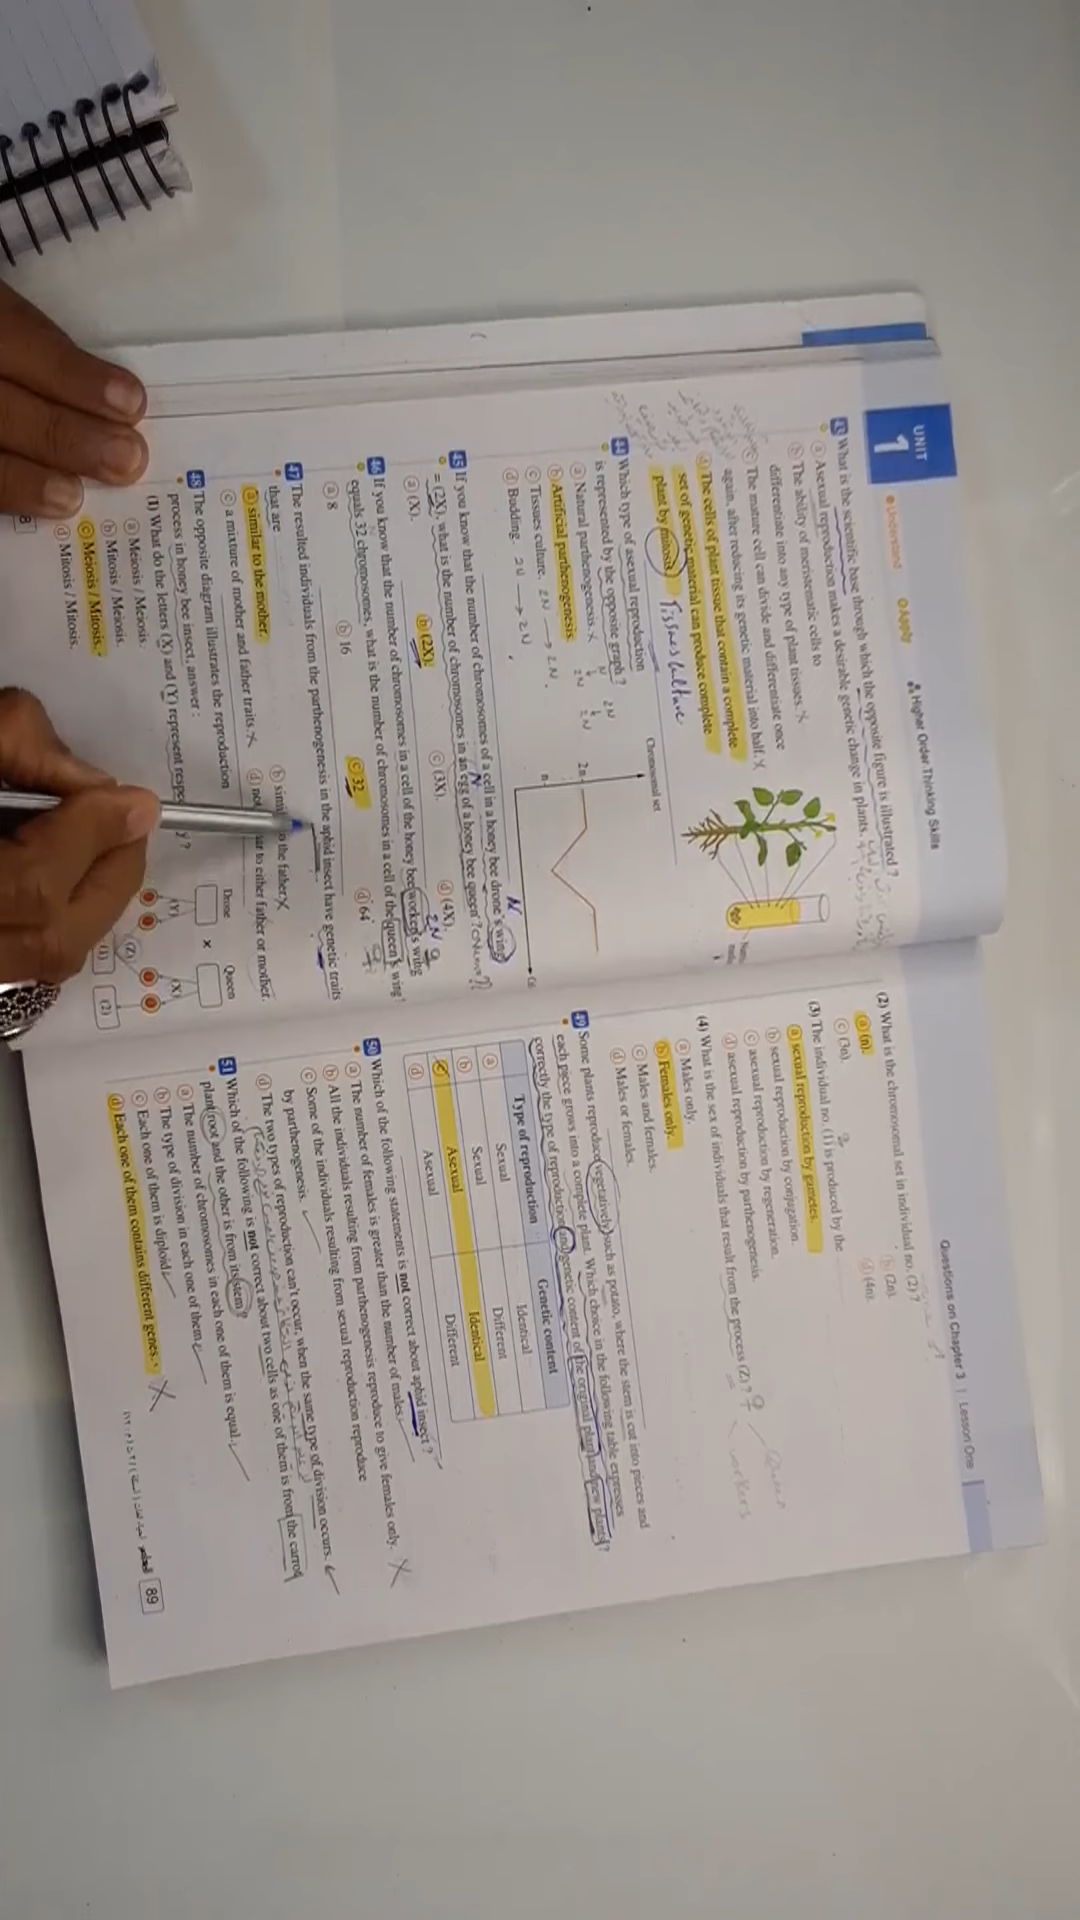 UNIT
1
Understand Apply Higher Order Thinking Skills
43 What is the scientific base through which the opposite figure is illustrated ?
a Asexual reproduction makes a desirable genetic change in plants.
b The ability of meristematic cells to
differentiate into any type of plant tissues. X
c The mature cell can divide and differentiate once
again, after reducing its genetic material into half. X
d The cells of plant tissue that contain a complete
set of genetic material can produce complete
plant by mitosis.
Tissue culture
44 Which type of asexual reproduction
is represented by the opposite graph ?
a Natural parthenogenesis. X
b Artificial parthenogenesis.
c Tissues culture. 2N → 2N.
d Budding. 2N → 2N.
Chromosomal set
2n
n
45 If you know that the number of chromosomes of a cell in a honey bee drone's wing
= (2X), what is the number of chromosomes in an egg of a honey bee queen ?
a (X).
b (2X).
c (3X).
d (4X).
46 If you know that the number of chromosomes in a cell of the honey bee worker's wing
equals 32 chromosomes, what is the number of chromosomes in a cell of the queen's wing ?
a 8
b 16
c 32
d 64
47 The resulted individuals from the parthenogenesis in the aphid insect have genetic traits
that are
a similar to the mother.
b to the father. X
c a mixture of mother and father traits. X
d to either father or mother.
48 The opposite diagram illustrates the reproduction
process in honey bee insect, answer :
(1) What do the letters (X) and (Y) represent ?
a Meiosis / Meiosis.
b Mitosis / Meiosis.
c Meiosis / Mitosis.
d Mitosis / Mitosis.
Drone × Queen
(Y) (X)
(Z)
(1) (2)
8
Questions on Chapter 3 | Lesson One
(2) What is the chromosomal set in individual no. (2) ?
a (n).
b (2n).
c (3n).
d (4n).
(3) The individual no. (1) is produced by the
a sexual reproduction by gametes.
b sexual reproduction by conjugation.
c asexual reproduction by regeneration.
d asexual reproduction by parthenogenesis.
(4) What is the sex of individuals that result from the process (Z) ?
a Males only.
b Females only.
c Males and females.
d Males or females.
49 Some plants reproduce vegetatively such as potato, where the stem is cut into pieces and
each piece grows into a complete plant. Which choice in the following table expresses
correctly the type of reproduction and genetic content of the original plant and new plants ?
Type of reproduction Genetic content
a Sexual Identical
b Sexual Different
c Asexual Identical
d Asexual Different
50 Which of the following statements is not correct about aphid insect ?
a The number of females is greater than the number of males.
b All the individuals resulting from parthenogenesis reproduce to give females only. X
c Some of the individuals resulting from sexual reproduction reproduce
by parthenogenesis.
d The two types of reproduction can't occur, when the same type of division occurs.
51 Which of the following is not correct about two cells as one of them is from the carrot
plant root and the other is from its stem ?
a The number of chromosomes in each one of them is equal.
b The type of division in each one of them
c Each one of them is diploid
d Each one of them contains different genes. X
89